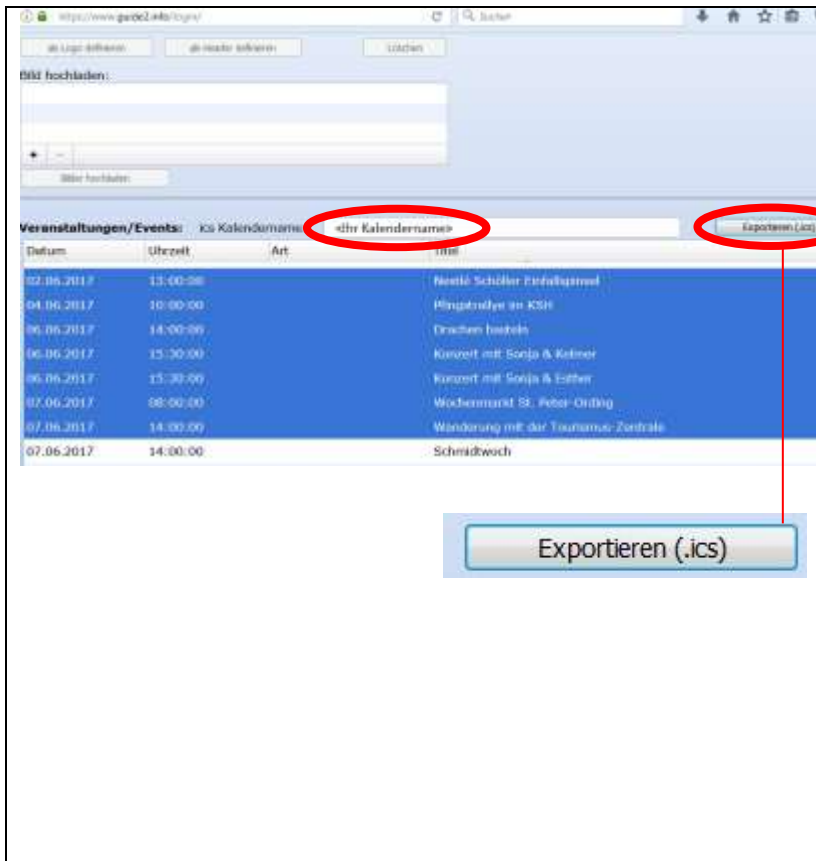 https://www.guide2.info/login/ Suchen
als Logo definieren als Header definieren Löschen
Bild hochladen:
+ -
Bilder hochladen
Veranstaltungen/Events: ics Kalendername: <Ihr Kalendername> Exportieren (.ics)
Datum Uhrzeit Art Titel
02.06.2017 13:00:00 Nestlé Schöller
04.06.2017 10:00:00 im KSH
06.06.2017 14:00:00 Drachen basteln
06.06.2017 15:30:00 Konzert mit Sonja &
06.06.2017 15:30:00 Konzert mit Sonja & Esther
07.06.2017 08:00:00 Wochenmarkt St. Peter-Ording
07.06.2017 14:00:00 Wanderung mit der Tourismus-Zentrale
07.06.2017 14:00:00 Schmidtwoch
Exportieren (.ics)